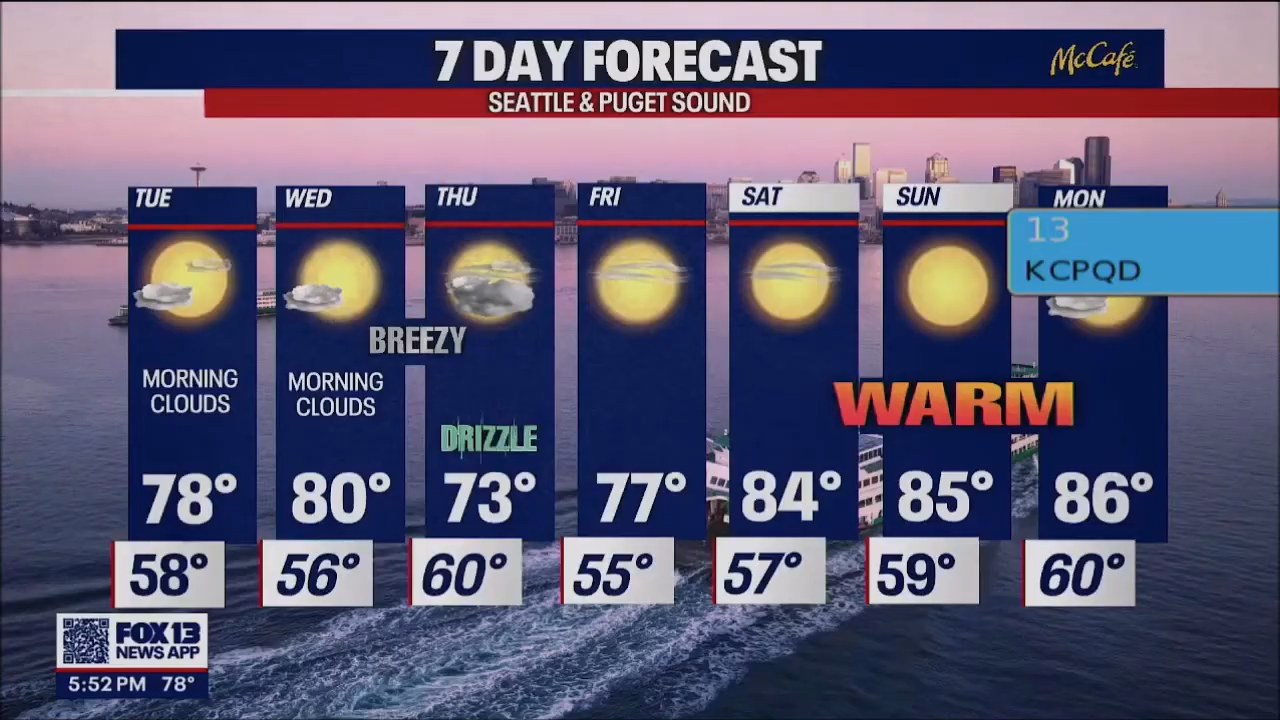 7 DAY FORECAST
McCafé
SEATTLE & PUGET SOUND
TUE
WED
THU
FRI
SAT
SUN
MON
13
KCPQD
BREEZY
MORNING
CLOUDS
MORNING
CLOUDS
WARM
DRIZZLE
78°
80°
73°
77°
84°
85°
86°
58°
56°
60°
55°
57°
59°
60°
FOX 13
NEWS APP
5:52 PM 78°